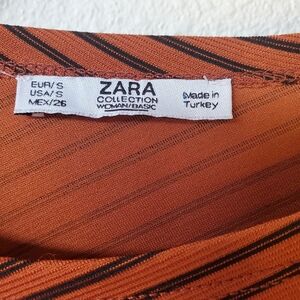 EUR/S
USA/S
MEX/26
ZARA
COLLECTION
WOMAN/BASIC
Made in
Turkey